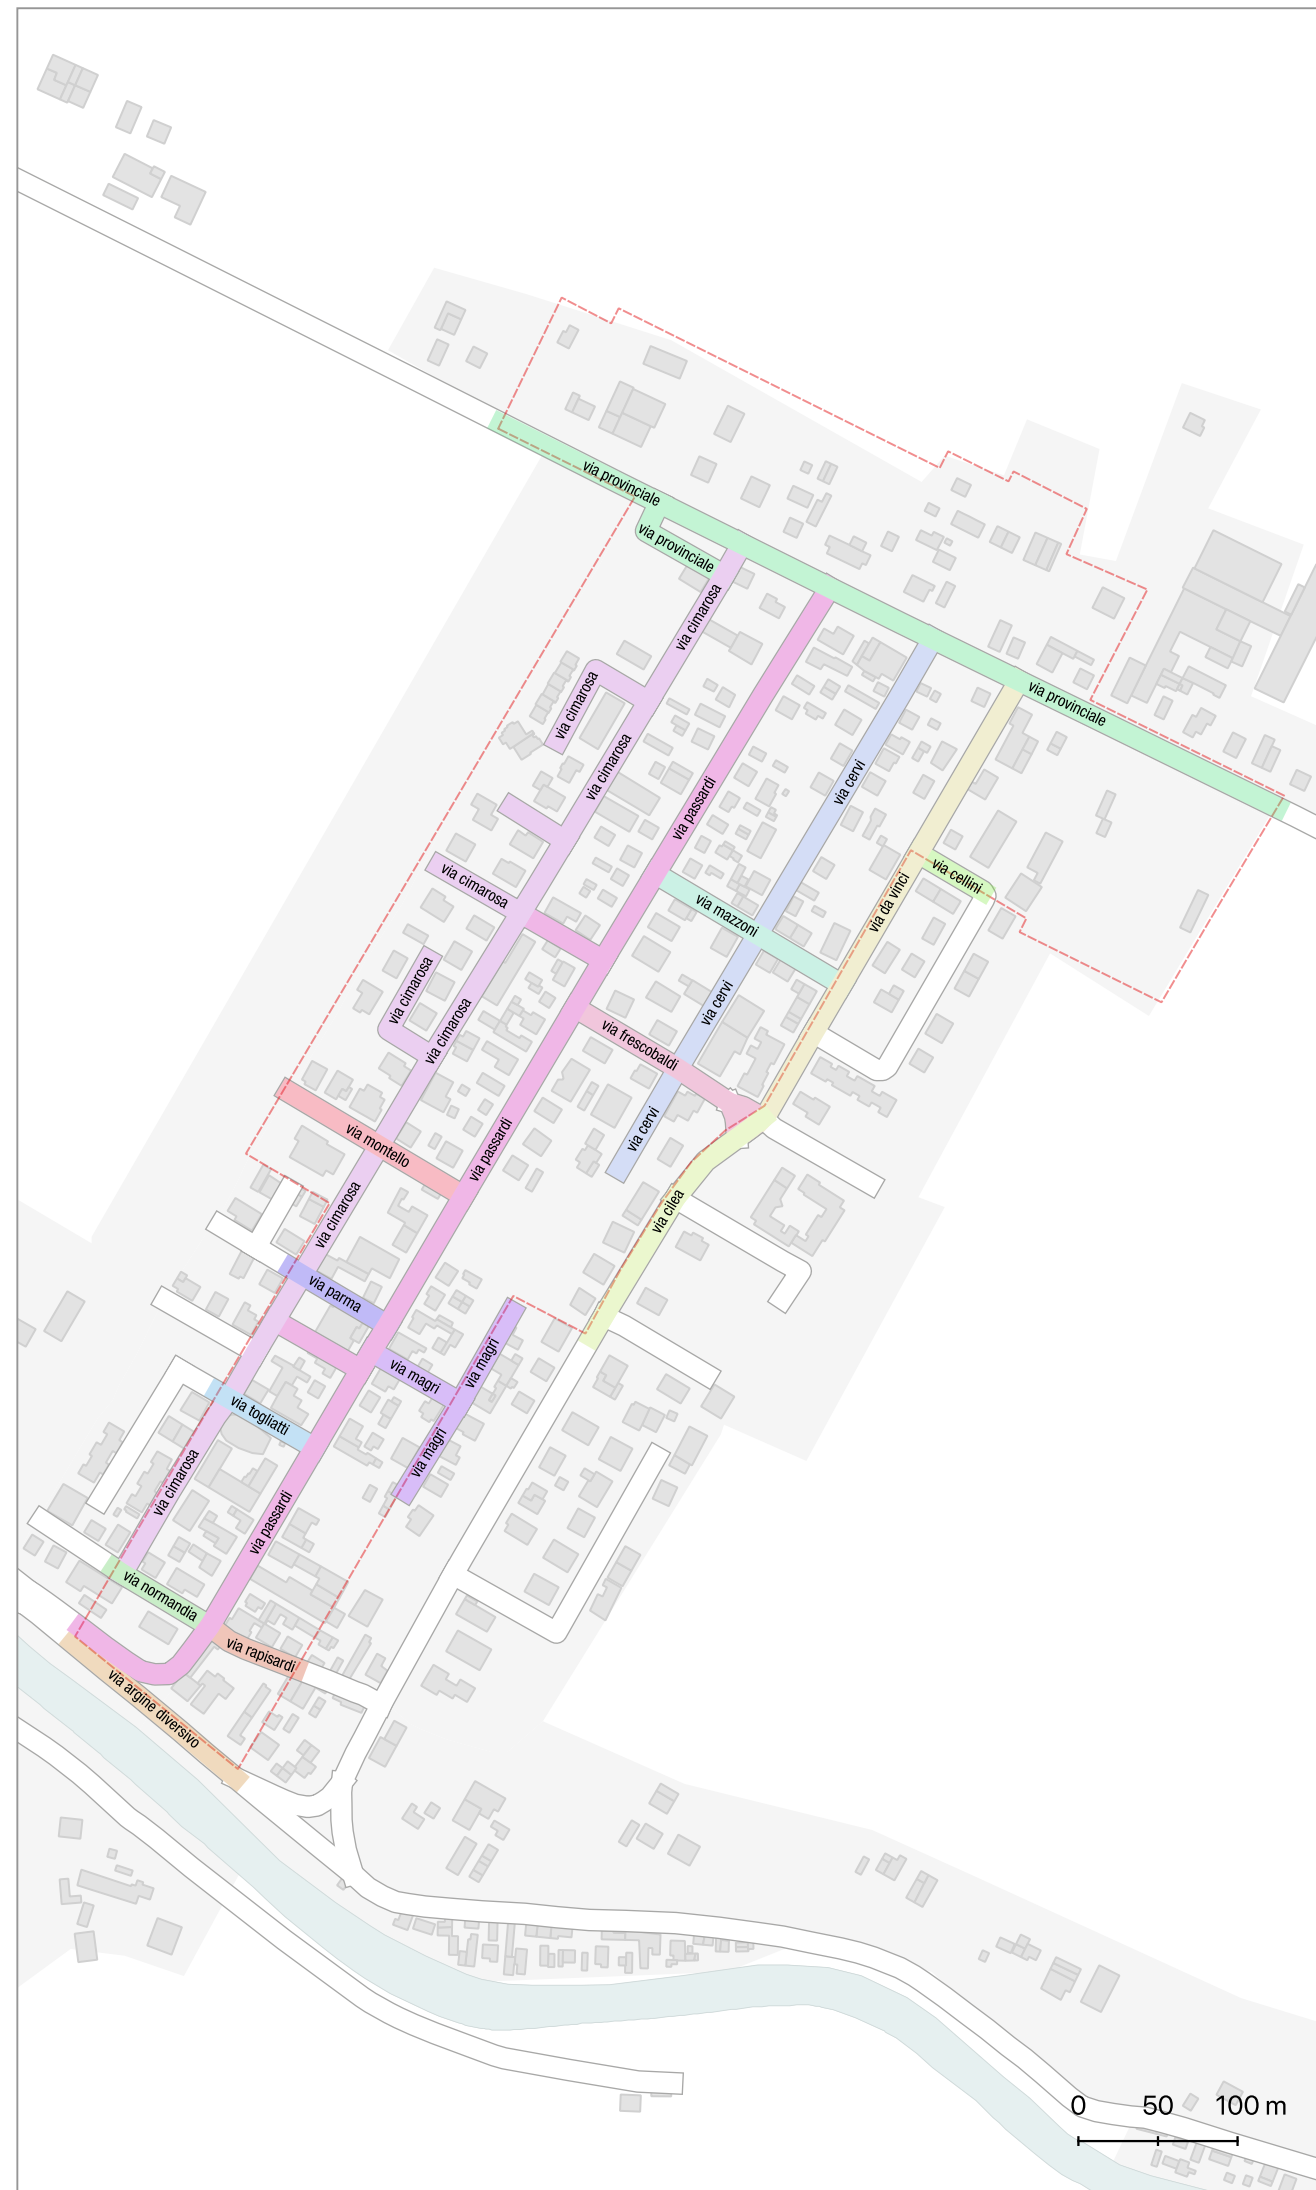 via provinciale
via provinciale
via cimarosa
via cimarosa
via provinciale
via cimarosa
via cervi
via passardi
via cellini
via cimarosa
via da vinci
via mazzoni
via cimarosa
via cervi
via cimarosa
via frescobaldi
via cervi
via montello
via passardi
via cimarosa
via cilea
via parma
via magri
via magri
via togliatti
via magri
via cimarosa
via passardi
via normandia
via rapisardi
via argine diversivo
0 50 100 m